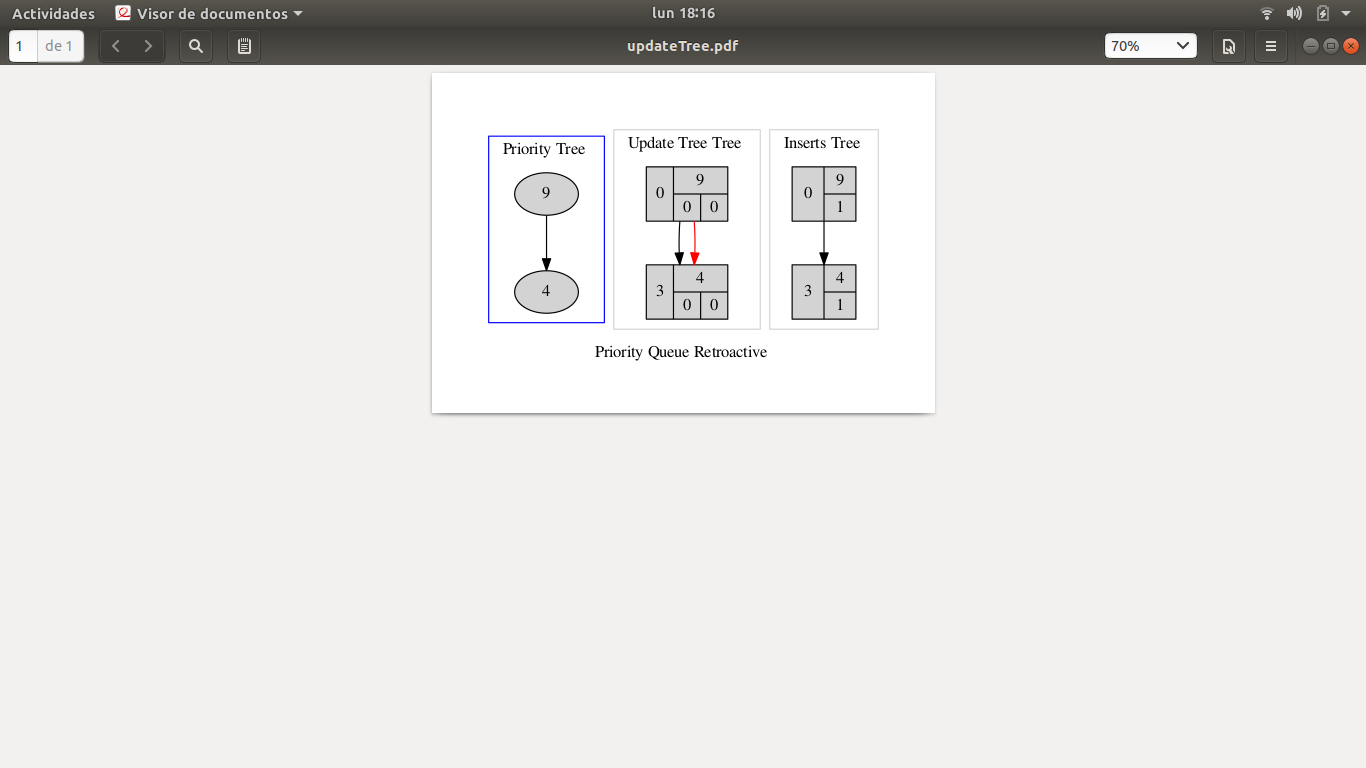 Actividades Visor de documentos lun 18:16
1 de 1 updateTree.pdf 70%
Priority Tree
9
4
Update Tree Tree
0 9
0 0
3 4
0 0
Inserts Tree
0 9
1
3 4
1
Priority Queue Retroactive